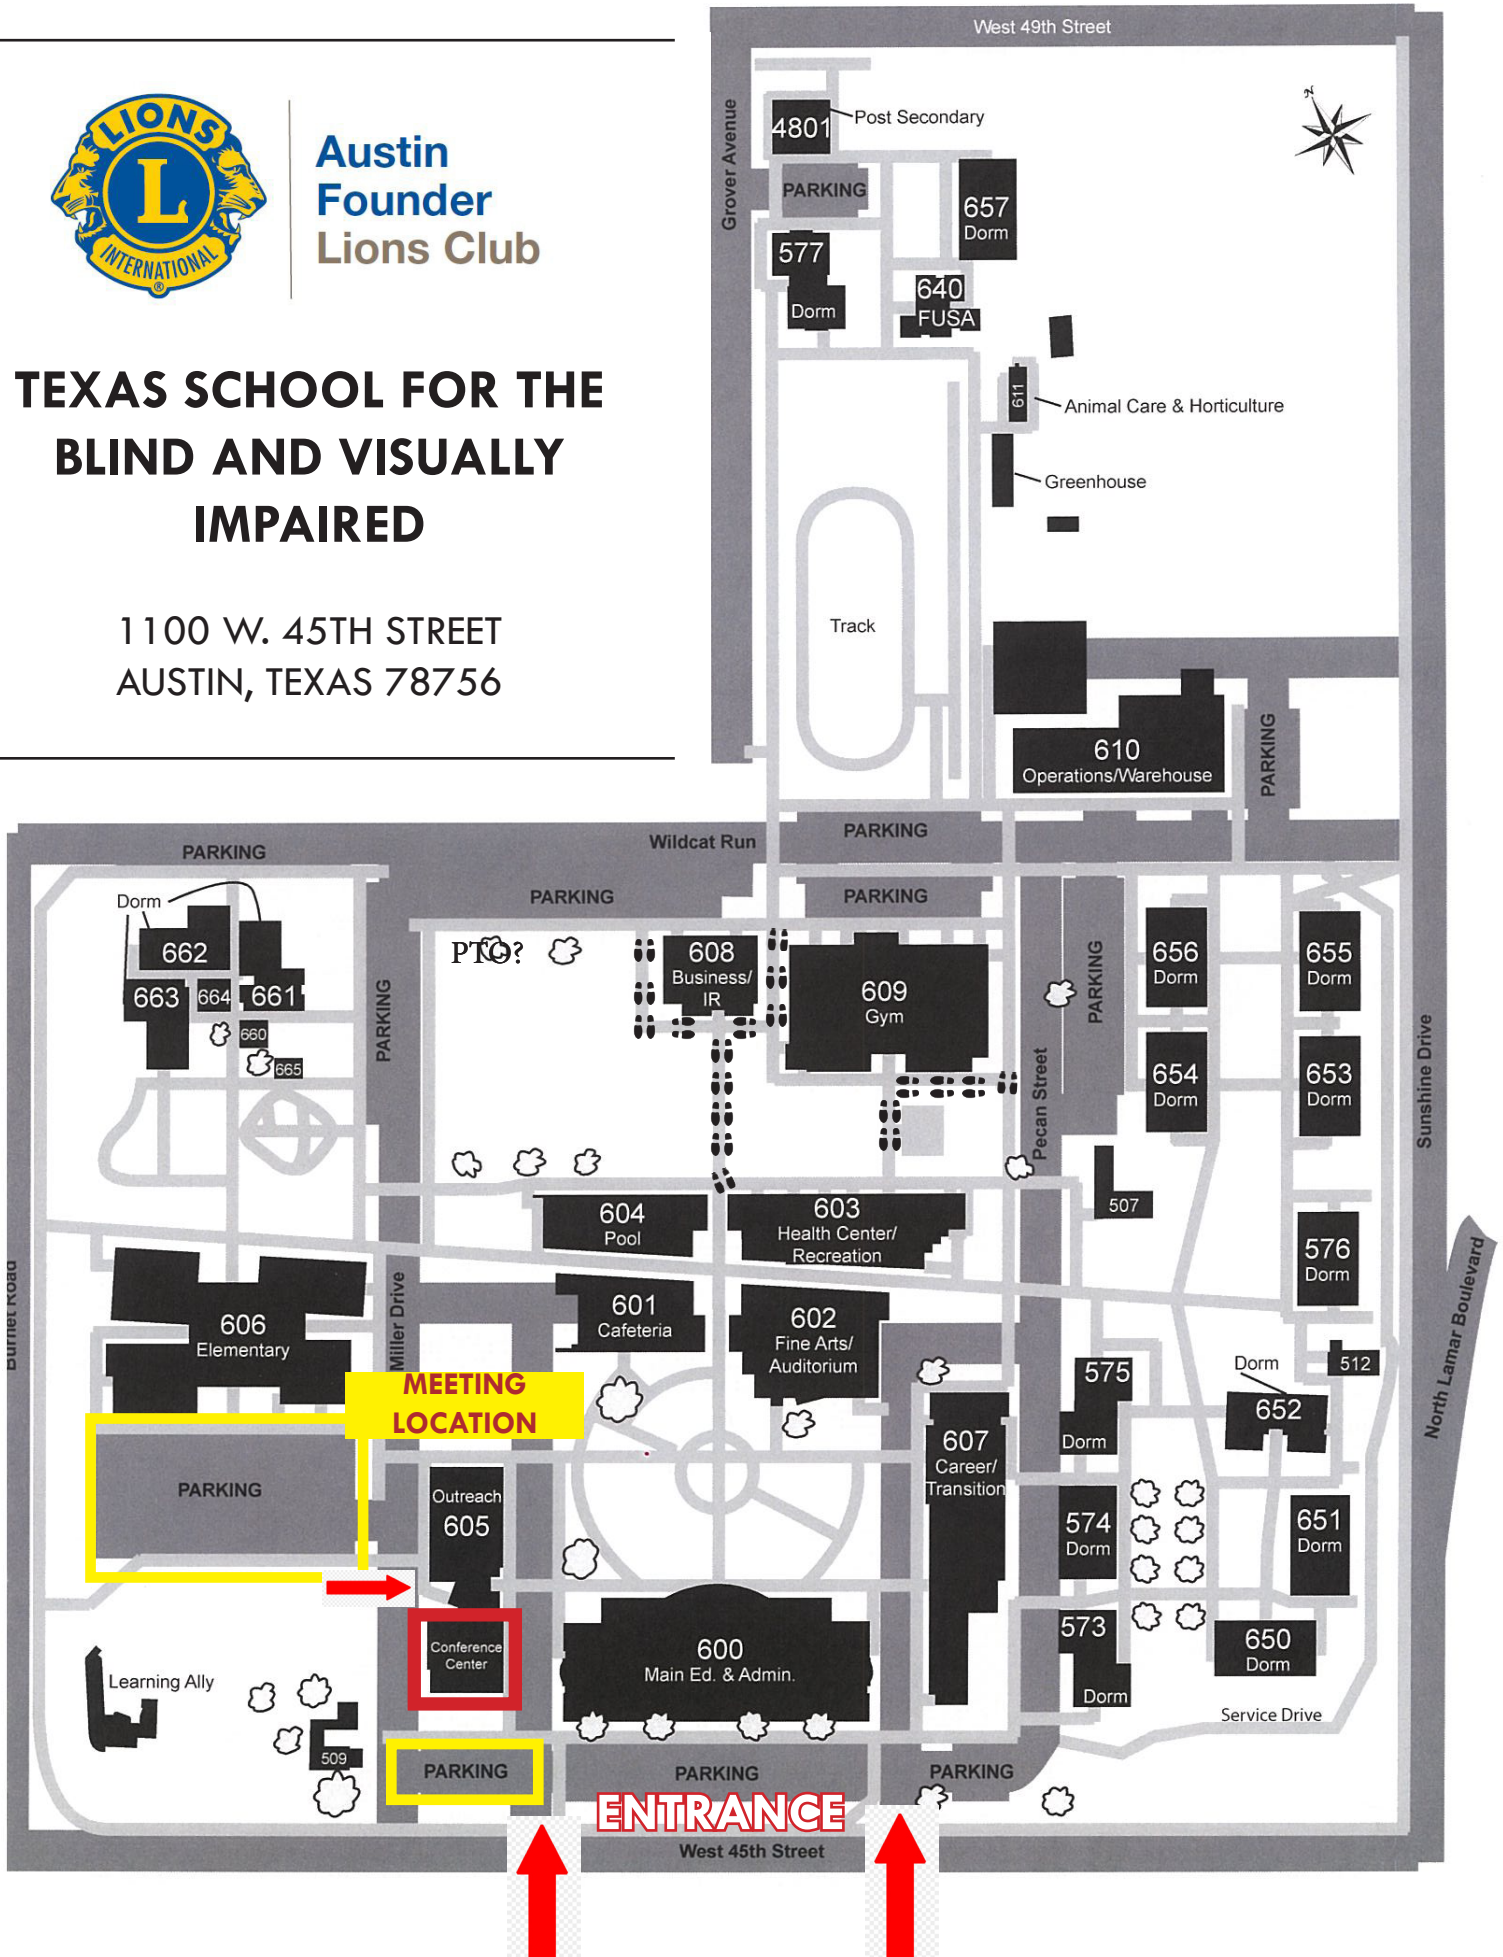 West 49th Street
LIONS
L
INTERNATIONAL
®
Austin
Founder
Lions Club
TEXAS SCHOOL FOR THE
BLIND AND VISUALLY
IMPAIRED
1100 W. 45TH STREET
AUSTIN, TEXAS 78756
N
Grover Avenue
4801
Post Secondary
PARKING
657
Dorm
577
Dorm
640
FUSA
611
Animal Care & Horticulture
Greenhouse
Track
610
Operations/Warehouse
PARKING
Wildcat Run
PARKING
PARKING
PARKING
PARKING
Dorm
662
663
664
661
660
665
PARKING
PTO?
608
Business/
IR
609
Gym
PARKING
Pecan Street
656
Dorm
655
Dorm
654
Dorm
653
Dorm
Sunshine Drive
507
604
Pool
603
Health Center/
Recreation
576
Dorm
Burnet Road
606
Elementary
Miller Drive
601
Cafeteria
602
Fine Arts/
Auditorium
512
North Lamar Boulevard
MEETING
LOCATION
575
Dorm
Dorm
652
607
Career/
Transition
PARKING
Outreach
605
574
Dorm
651
Dorm
Conference
Center
600
Main Ed. & Admin.
573
Dorm
650
Dorm
Learning Ally
509
Service Drive
PARKING
PARKING
PARKING
ENTRANCE
West 45th Street